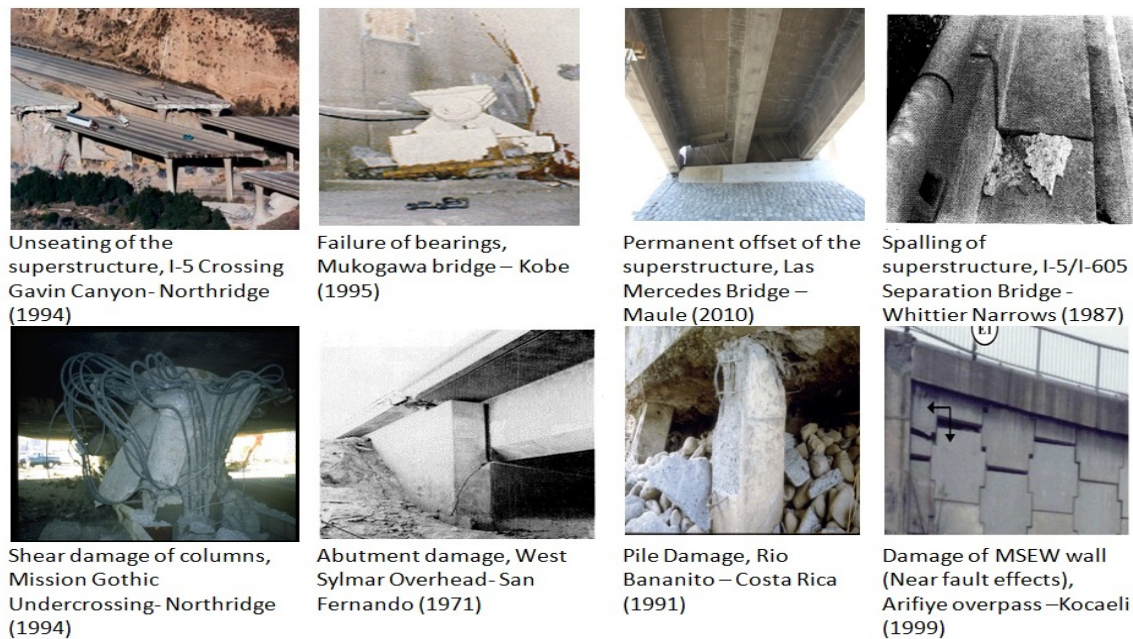 Unseating of the
superstructure, I-5 Crossing
Gavin Canyon- Northridge
(1994)
Failure of bearings,
Mukogawa bridge – Kobe
(1995)
Permanent offset of the
superstructure, Las
Mercedes Bridge –
Maule (2010)
Spalling of
superstructure, I-5/I-605
Separation Bridge -
Whittier Narrows (1987)
E1
Shear damage of columns,
Mission Gothic
Undercrossing- Northridge
(1994)
Abutment damage, West
Sylmar Overhead- San
Fernando (1971)
Pile Damage, Rio
Bananito – Costa Rica
(1991)
Damage of MSEW wall
(Near fault effects),
Arifiye overpass –Kocaeli
(1999)